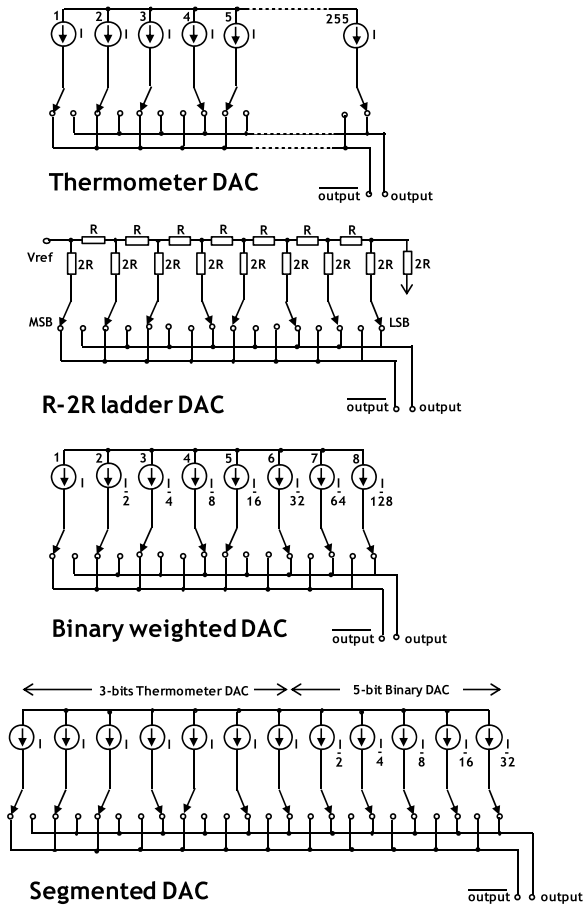 1 2 3 4 5 255
I I I I I I
Thermometer DAC
output output
R R R R R R R
Vref
2R 2R 2R 2R 2R 2R 2R 2R 2R
MSB LSB
R-2R ladder DAC
output output
1 2 3 4 5 6 7 8
I I I I I I I I
2 4 8 16 32 64 128
Binary weighted DAC
output output
3-bits Thermometer DAC 5-bit Binary DAC
I I I I I I I I I I I I
2 4 8 16 32
Segmented DAC
output output